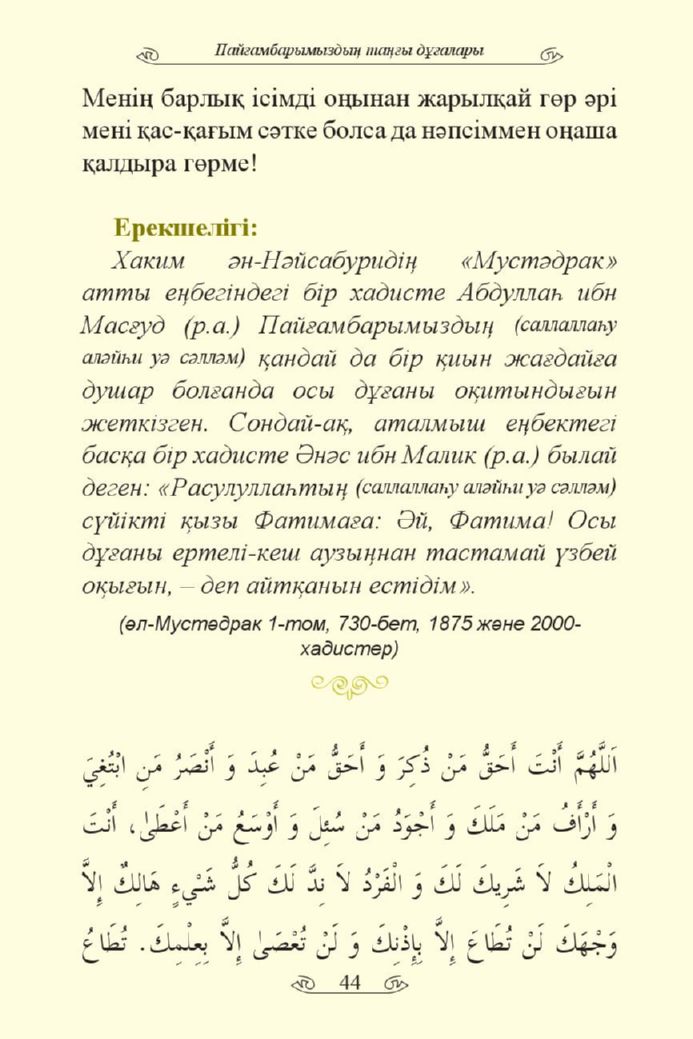 Пайғамбарымыздың таңғы дұғалары
Менің барлық ісімді оңынан жарылқай гөр әрі
мені қас-қағым сәтке болса да нәпсіммен оңаша
қалдыра гөрме!
Ерекшелігі:
Хаким ән-Нәйсабуридің «Мустәдрак»
атты еңбегіндегі бір хадисте Абдуллаһ ибн
Масғуд (р.а.) Пайғамбарымыздың (саллаллаһу
аләйһи уә сәлләм) қандай да бір қиын жағдайға
душар болғанда осы дұғаны оқитындығын
жеткізген. Сондай-ақ, аталмыш еңбектегі
басқа бір хадисте Әнәс ибн Малик (р.а.) былай
деген: «Расулуллаһтың (саллаллаһу аләйһи уә сәлләм)
сүйікті қызы Фатимаға: Әй, Фатима! Осы
дұғаны ертелі-кеш аузыңнан тастамай үзбей
оқығын, – деп айтқанын естідім».
(әл-Мустәдрак 1-том, 730-бет, 1875 және 2000-
хадистер)
اَللَّهُمَّ أَنْتَ أَحَقُّ مَنْ ذُكِرَ وَ أَحَقُّ مَنْ عُبِدَ وَ أَنْصَرُ مَنِ ابْتُغِيَ
وَ أَرْأَفُ مَنْ مَلَكَ وَ أَجْوَدُ مَنْ سُئِلَ وَ أَوْسَعُ مَنْ أَعْطَىٰ، أَنْتَ
الْمَلِكُ لاَ شَرِيكَ لَكَ وَ الْفَرْدُ لاَ نِدَّ لَكَ كُلُّ شَيْءٍ هَالِكٌ إِلاَّ
وَجْهَكَ لَنْ تُطَاعَ إِلاَّ بِإِذْنِكَ وَ لَنْ تُعْصَىٰ إِلاَّ بِعِلْمِكَ. تُطَاعُ
44